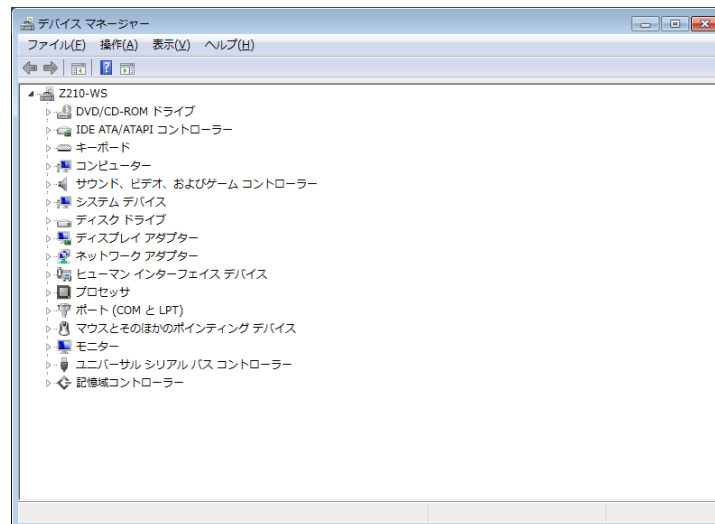 デバイス マネージャー
ファイル(F) 操作(A) 表示(V) ヘルプ(H)
Z210-WS
DVD/CD-ROM ドライブ
IDE ATA/ATAPI コントローラー
キーボード
コンピューター
サウンド、ビデオ、およびゲーム コントローラー
システム デバイス
ディスク ドライブ
ディスプレイ アダプター
ネットワーク アダプター
ヒューマン インターフェイス デバイス
プロセッサ
ポート (COM と LPT)
マウスとそのほかのポインティング デバイス
モニター
ユニバーサル シリアル バス コントローラー
記憶域コントローラー